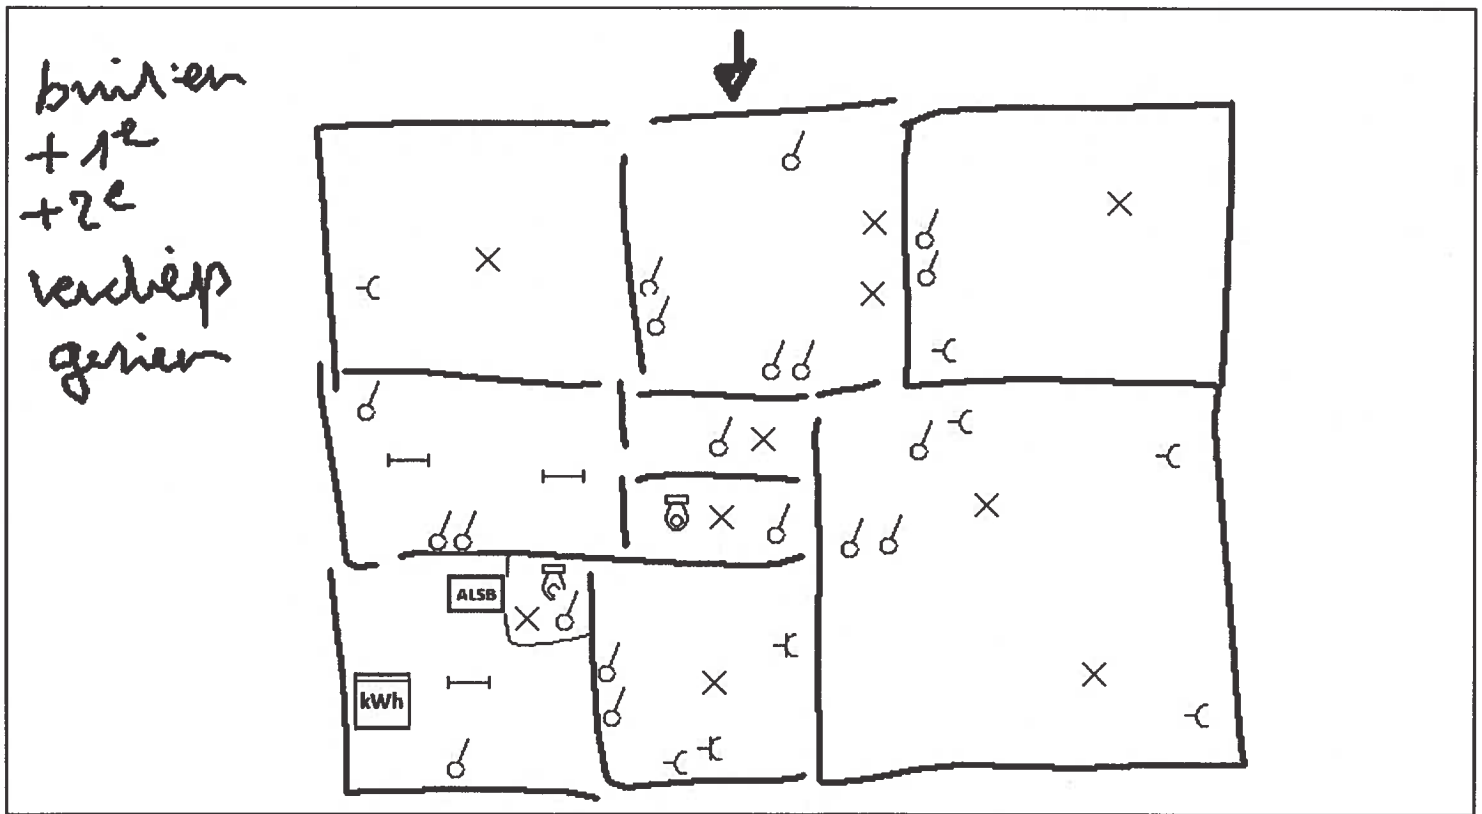 buiten
+ 1e
+ 2e
verdiep
gezien
ALSB
kWh